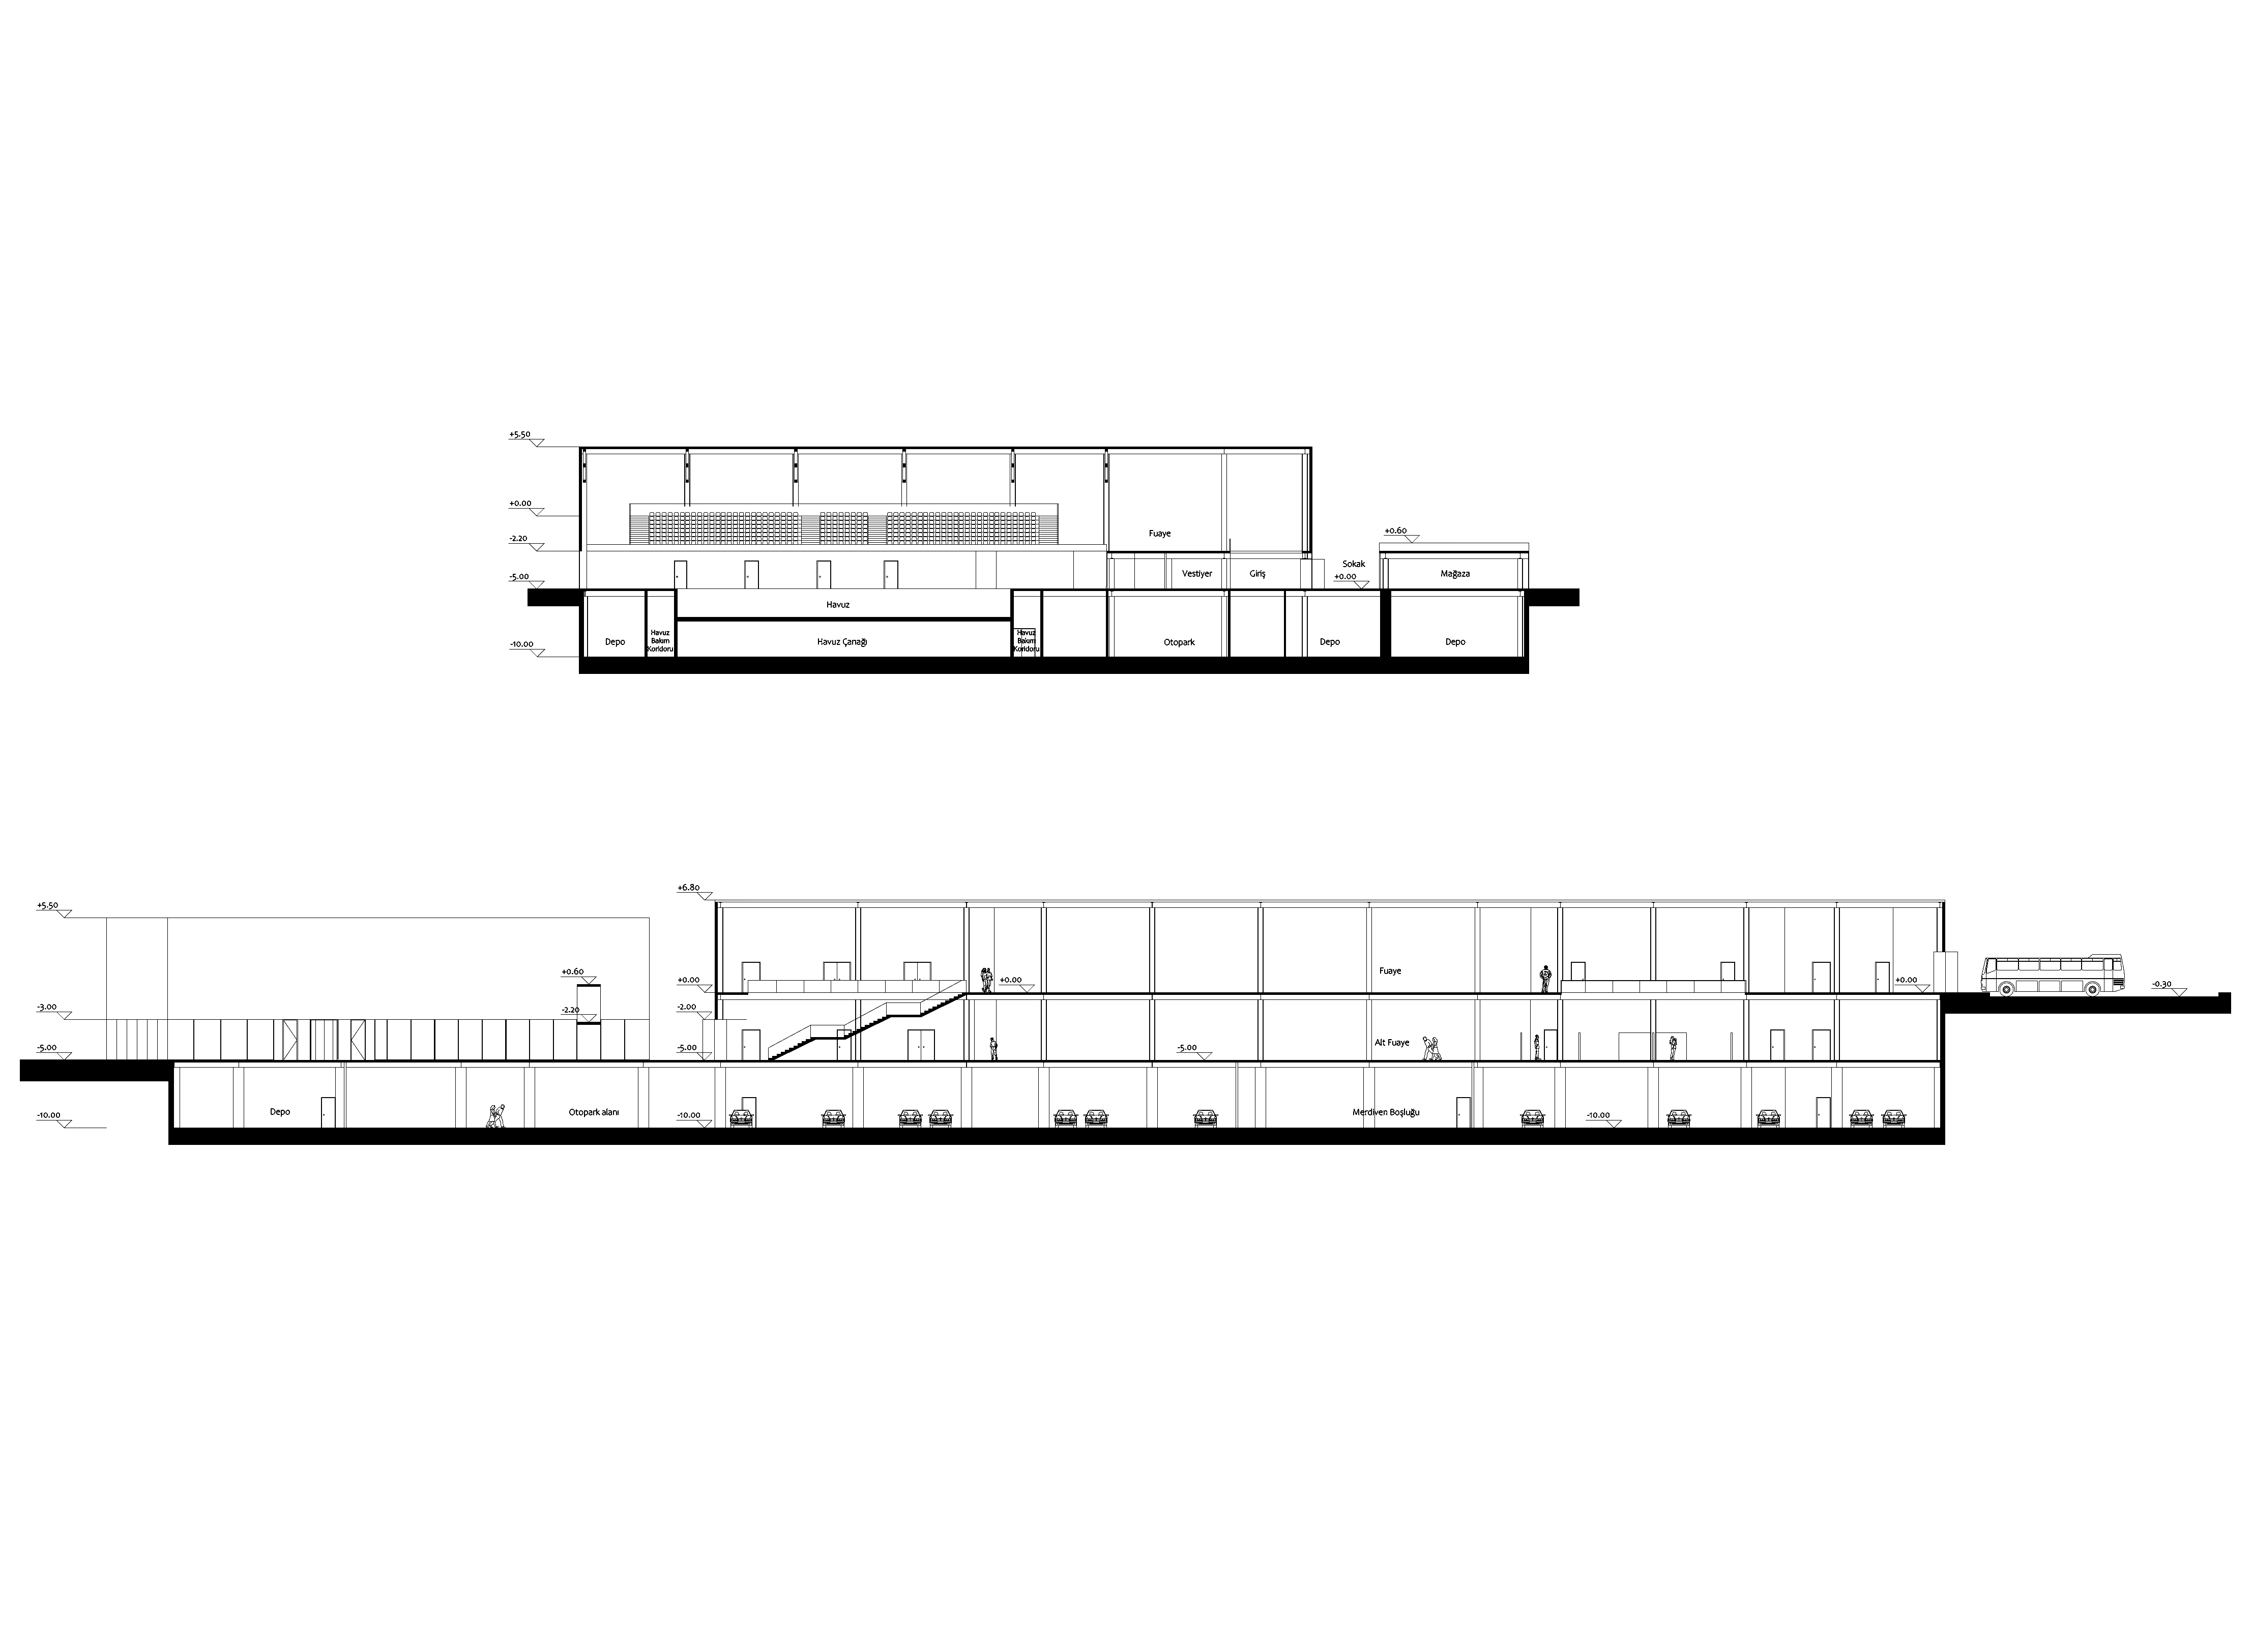 +5.50
+0.00
-2.20
-5.00
-10.00
Fuaye
+0.60
Sokak
+0.00
Vestiyer
Giriş
Mağaza
Havuz
Depo
Havuz
Bakım
Koridoru
Havuz Çanağı
Havuz
Bakım
Koridoru
Otopark
Depo
Depo
+6.80
+5.50
+0.60
+0.00
Fuaye
+0.00
+0.00
-0.30
-3.00
-2.20
-2.00
-5.00
-5.00
-5.00
Alt Fuaye
-10.00
Depo
Otopark alanı
-10.00
Merdiven Boşluğu
-10.00